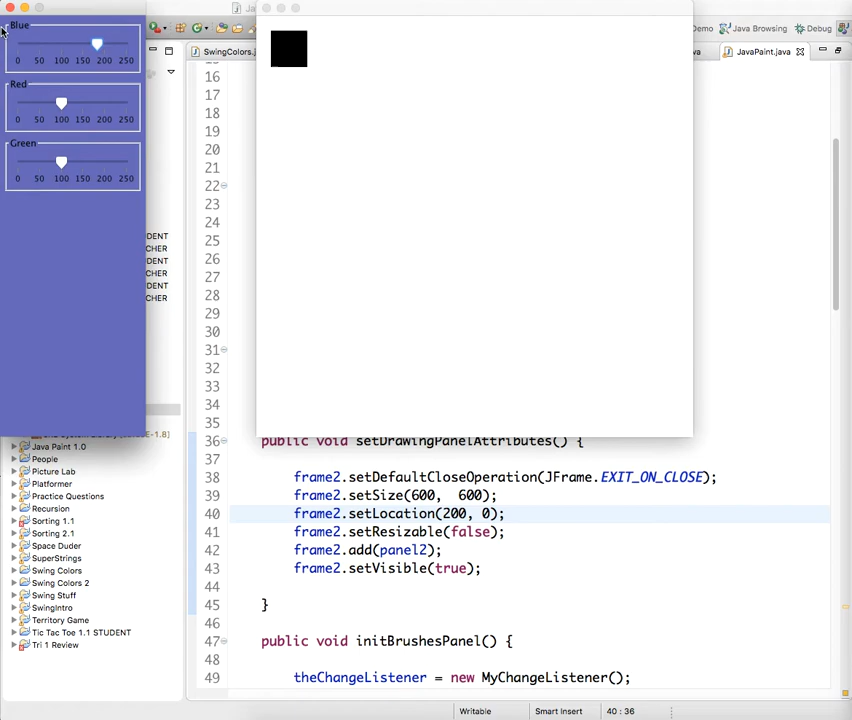 Blue
0 50 100 150 200 250
Red
0 50 100 150 200 250
Green
0 50 100 150 200 250
SwingColors.j
Demo
Java Browsing
Debug
JavaPaint.java
DENT
CHER
DENT
CHER
DENT
CHER
-1.8]
Java Paint 1.0
People
Picture Lab
Platformer
Practice Questions
Recursion
Sorting 1.1
Sorting 2.1
Space Duder
SuperStrings
Swing Colors
Swing Colors 2
Swing Stuff
SwingIntro
Territory Game
Tic Tac Toe 1.1 STUDENT
Tri 1 Review
16
17
18
19
20
21
22
23
24
25
26
27
28
29
30
31
32
33
34
35
36 public void setDrawingPanelAttributes() {
37
38 frame2.setDefaultCloseOperation(JFrame.EXIT_ON_CLOSE);
39 frame2.setSize(600, 600);
40 frame2.setLocation(200, 0);
41 frame2.setResizable(false);
42 frame2.add(panel2);
43 frame2.setVisible(true);
44
45 }
46
47 public void initBrushesPanel() {
48
49 theChangeListener = new MyChangeListener();
Writable Smart Insert 40 : 36